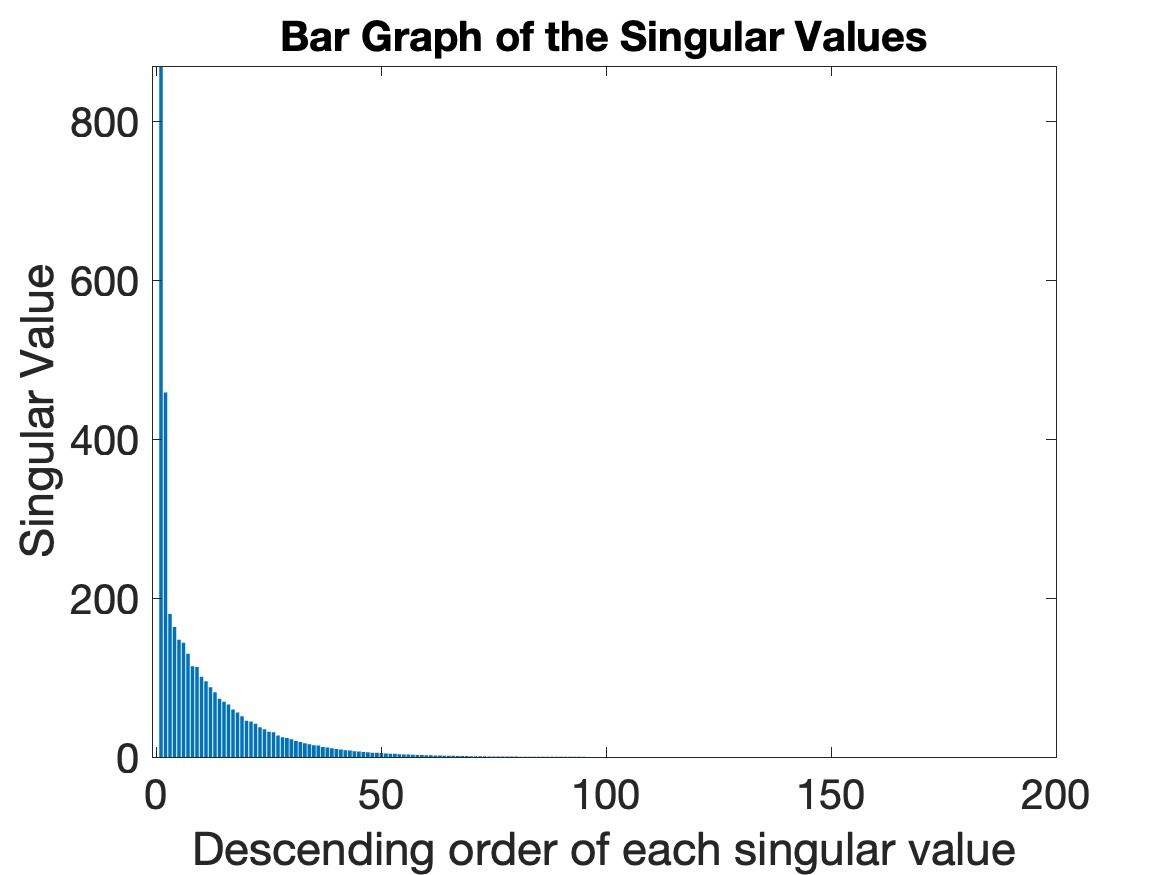 Bar Graph of the Singular Values
800
600
400
200
0
Singular Value
0 50 100 150 200
Descending order of each singular value